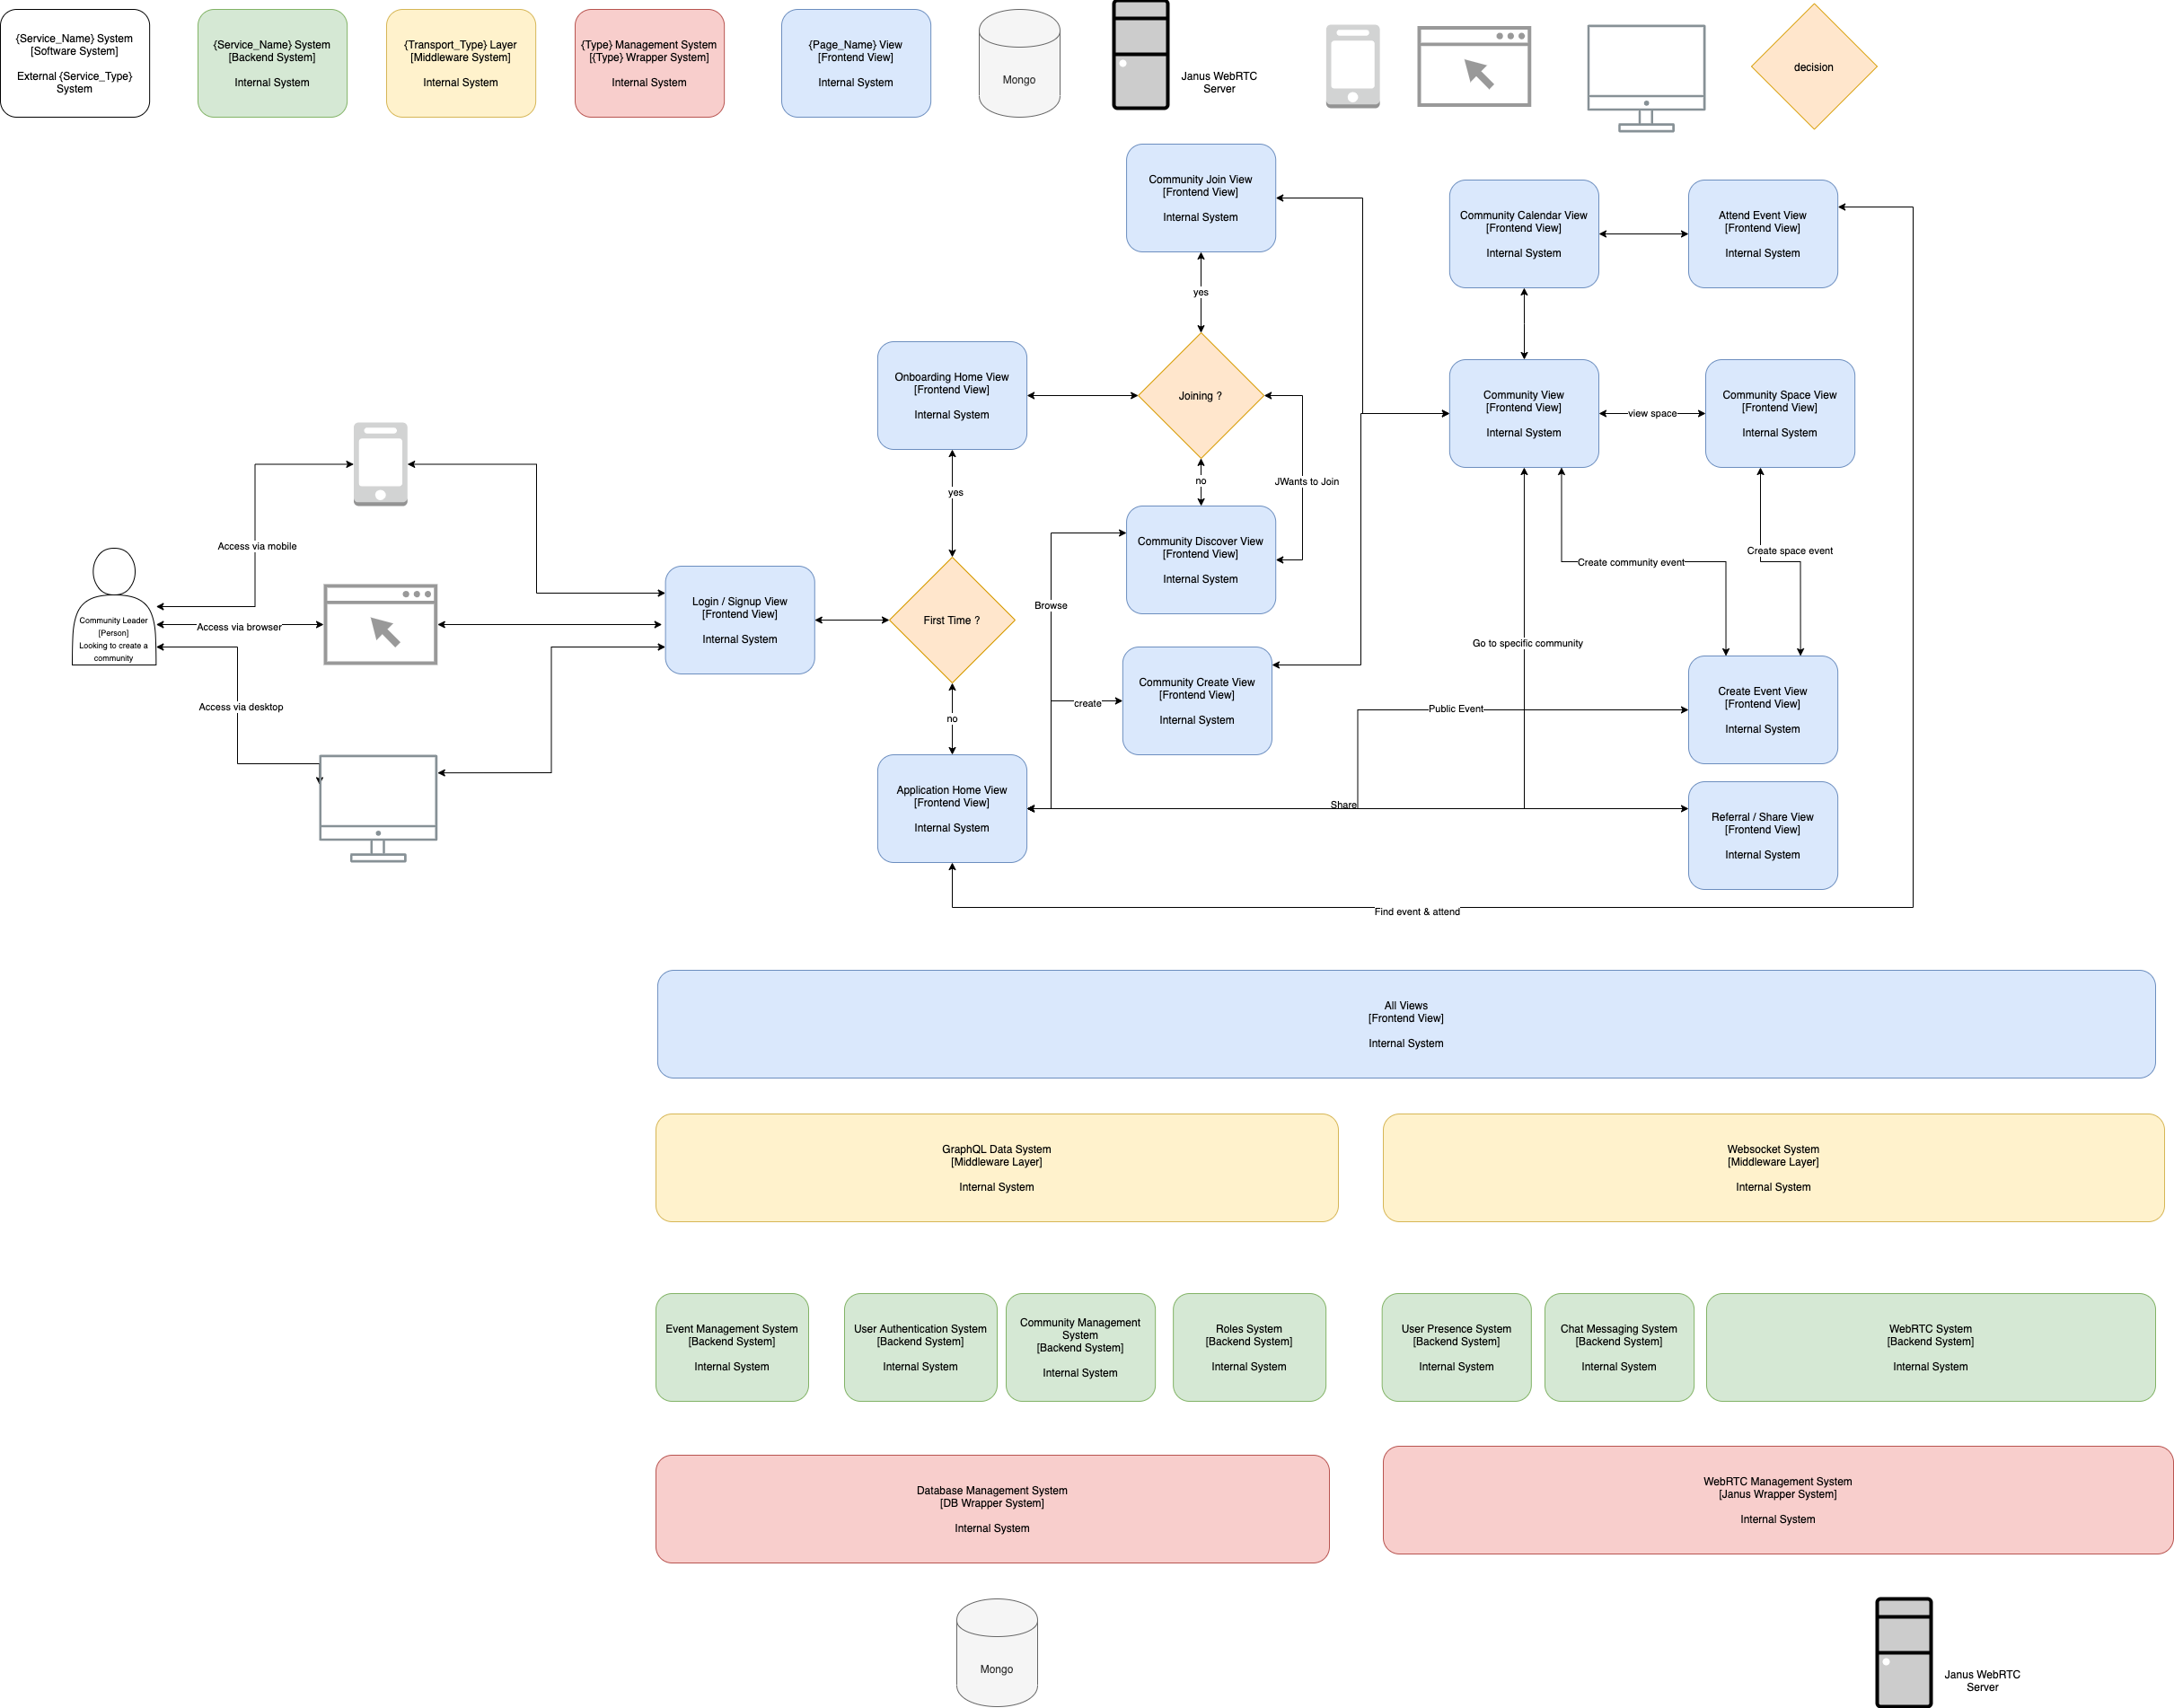 {Service_Name} System
[Software System]
External {Service_Type}
System
{Service_Name} System
[Backend System]
Internal System
{Transport_Type} Layer
[Middleware System]
Internal System
{Type} Management System
[{Type} Wrapper System]
Internal System
{Page_Name} View
[Frontend View]
Internal System
Mongo
Janus WebRTC
Server
decision
Community Join View
[Frontend View]
Internal System
Community Calendar View
[Frontend View]
Internal System
Attend Event View
[Frontend View]
Internal System
yes
Onboarding Home View
[Frontend View]
Internal System
Joining ?
Community View
[Frontend View]
Internal System
view space
Community Space View
[Frontend View]
Internal System
yes
no
JWants to Join
Access via mobile
Community Discover View
[Frontend View]
Internal System
Create community event
Create space event
Community Leader
[Person]
Looking to create a
community
Access via browser
Login / Signup View
[Frontend View]
Internal System
First Time ?
Browse
Go to specific community
Access via desktop
no
create
Community Create View
[Frontend View]
Internal System
Public Event
Create Event View
[Frontend View]
Internal System
Application Home View
[Frontend View]
Internal System
Share
Referral / Share View
[Frontend View]
Internal System
Find event & attend
All Views
[Frontend View]
Internal System
GraphQL Data System
[Middleware Layer]
Internal System
Websocket System
[Middleware Layer]
Internal System
Event Management System
[Backend System]
Internal System
User Authentication System
[Backend System]
Internal System
Community Management
System
[Backend System]
Internal System
Roles System
[Backend System]
Internal System
User Presence System
[Backend System]
Internal System
Chat Messaging System
[Backend System]
Internal System
WebRTC System
[Backend System]
Internal System
Database Management System
[DB Wrapper System]
Internal System
WebRTC Management System
[Janus Wrapper System]
Internal System
Mongo
Janus WebRTC
Server